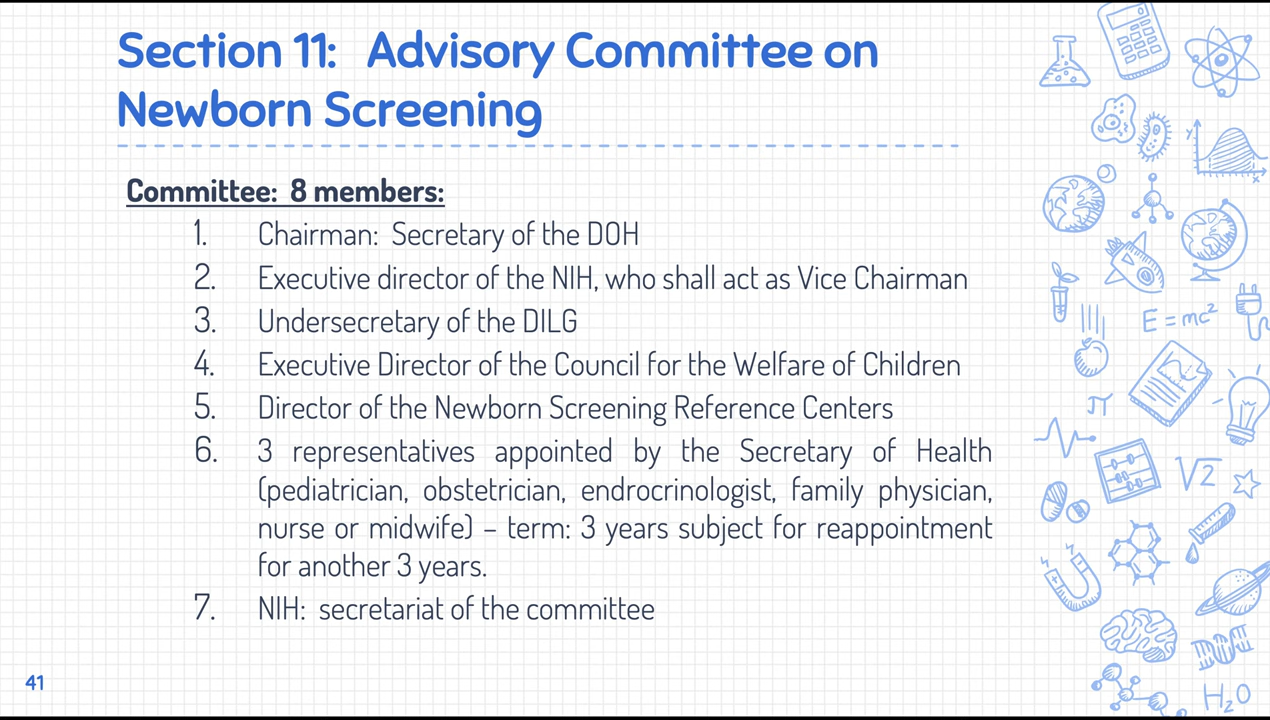 Section 11: Advisory Committee on
Newborn Screening
Committee: 8 members:
1. Chairman: Secretary of the DOH
2. Executive director of the NIH, who shall act as Vice Chairman
3. Undersecretary of the DILG
4. Executive Director of the Council for the Welfare of Children
5. Director of the Newborn Screening Reference Centers
6. 3 representatives appointed by the Secretary of Health
(pediatrician, obstetrician, endrocrinologist, family physician,
nurse or midwife) – term: 3 years subject for reappointment
for another 3 years.
7. NIH: secretariat of the committee
41
y
x
E = mc²
π
√2
H₂O